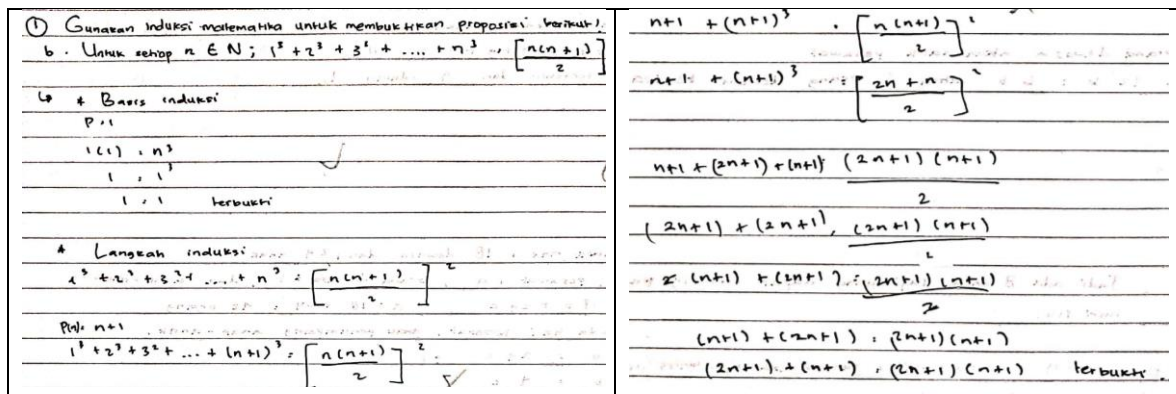 ① Gunakan Induksi matematika untuk membuktikan proposisi berikut!
b. Untuk setiap n ∈ N; 1³ + 2³ + 3³ + .... + n³ = [n(n+1)/2]
↳ * Basis induksi
P = 1
1(1) = n³
1 = 1³
1 = 1 terbukti
* Langkah induksi
1³ + 2³ + 3³ + ... + n³ = [n(n+1)/2]²
P(n) = n+1
1³ + 2³ + 3³ + ... + (n+1)³ = [n(n+1)/2]²
n+1 + (n+1)³ = [n(n+1)/2]²
n+1 + (n+1)³ = [2n+n/2]²
n+1 + (2n+1) + (n+1) = (2n+1)(n+1)/2
(2n+1) + (2n+1) = (2n+1)(n+1)/2
2 (n+1) + (2n+1) = (2n+1)(n+1)/2
(n+1) + (2n+1) = (2n+1)(n+1)
(2n+1) + (n+1) = (2n+1)(n+1) terbukti.